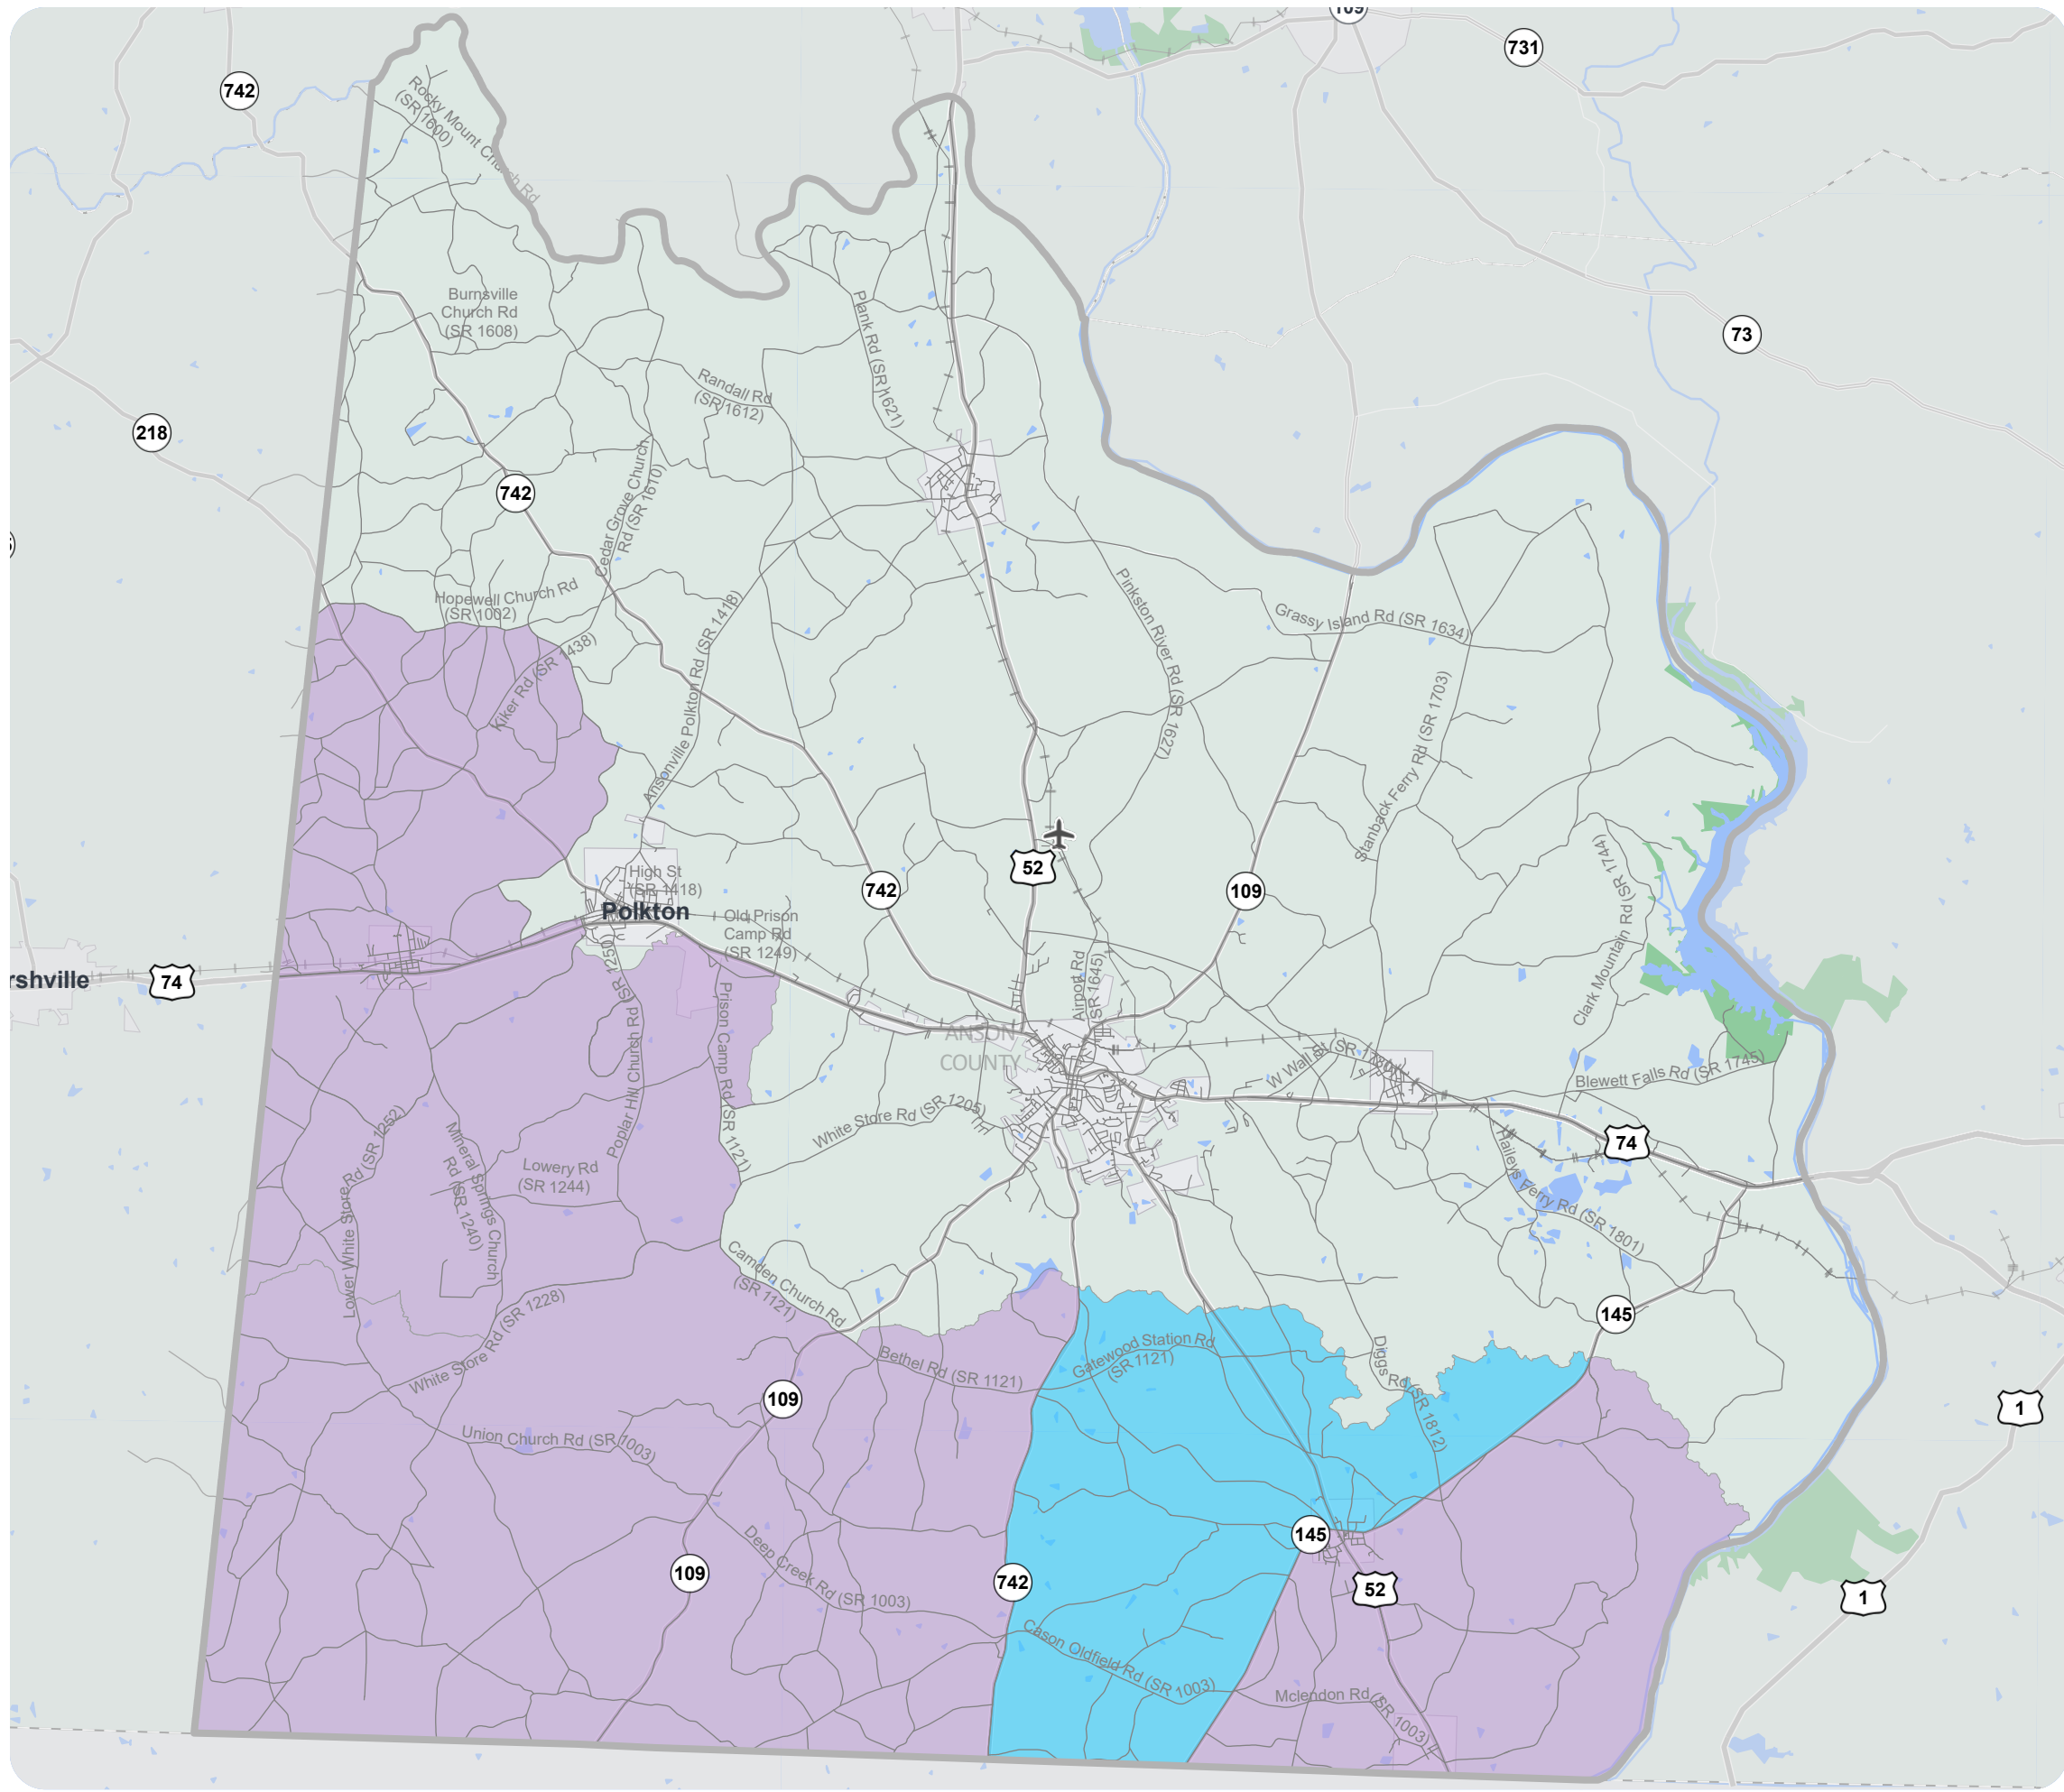 109
731
742
Rocky Mount Church Rd
(SR 1600)
Burnsville
Church Rd
(SR 1608)
Plank Rd (SR 1621)
73
Randall Rd
(SR 1612)
218
742
Cedar Grove Church
Rd (SR 1610)
Hopewell Church Rd
(SR 1002)
Kiker Rd (SR 1438)
Ansonville Polkton Rd (SR 1418)
Pinkston River Rd (SR 1627)
Grassy Island Rd (SR 1634)
Stanback Ferry Rd (SR 1703)
Clark Mountain Rd (SR 1744)
High St
(SR 1418)
Polkton
742
52
109
Old Prison
Camp Rd
(SR 1249)
rshville
74
(SR 1250)
Poplar Hill Church Rd
Prison Camp Rd (SR 1121)
Airport Rd
(SR 1645)
ANSON
COUNTY
W Wall St (SR
Blewett Falls Rd (SR 1745)
White Store Rd (SR 1205)
74
Haileys Ferry Rd (SR 1801)
Lower White Store Rd (SR 1252)
Mineral Springs Church
Rd (SR 1240)
Lowery Rd
(SR 1244)
Camden Church Rd
(SR 1121)
White Store Rd (SR 1228)
145
Bethel Rd (SR 1121)
Gatewood Station Rd
(SR 1121)
Diggs Rd (SR 1812)
109
1
Union Church Rd (SR 1003)
Deep Creek Rd (SR 1003)
109
742
145
52
1
Cason Oldfield Rd (SR 1003)
Mclendon Rd (SR 1003)